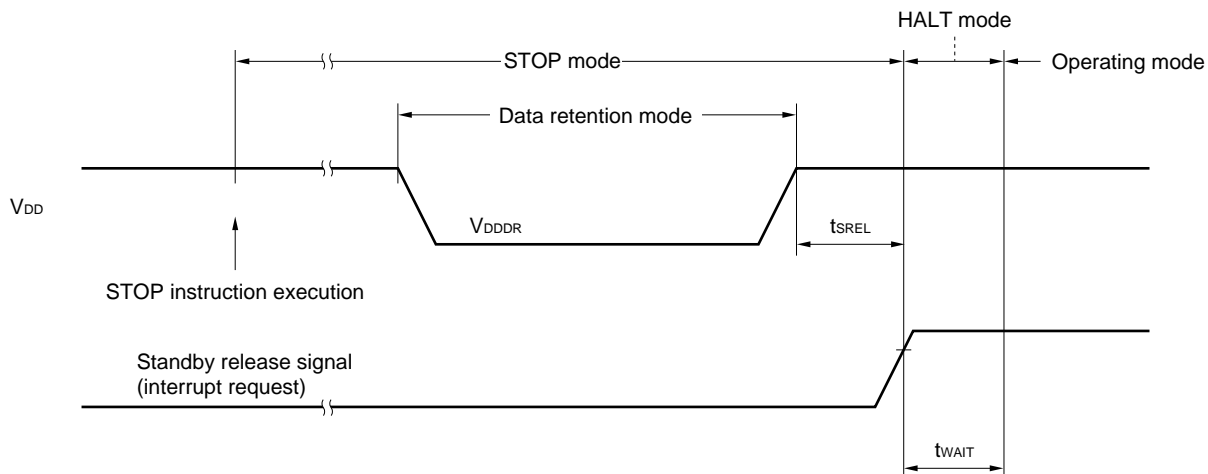 HALT mode
STOP mode
Operating mode
Data retention mode
VDD
VDDDR
tSREL
STOP instruction execution
Standby release signal
(interrupt request)
tWAIT